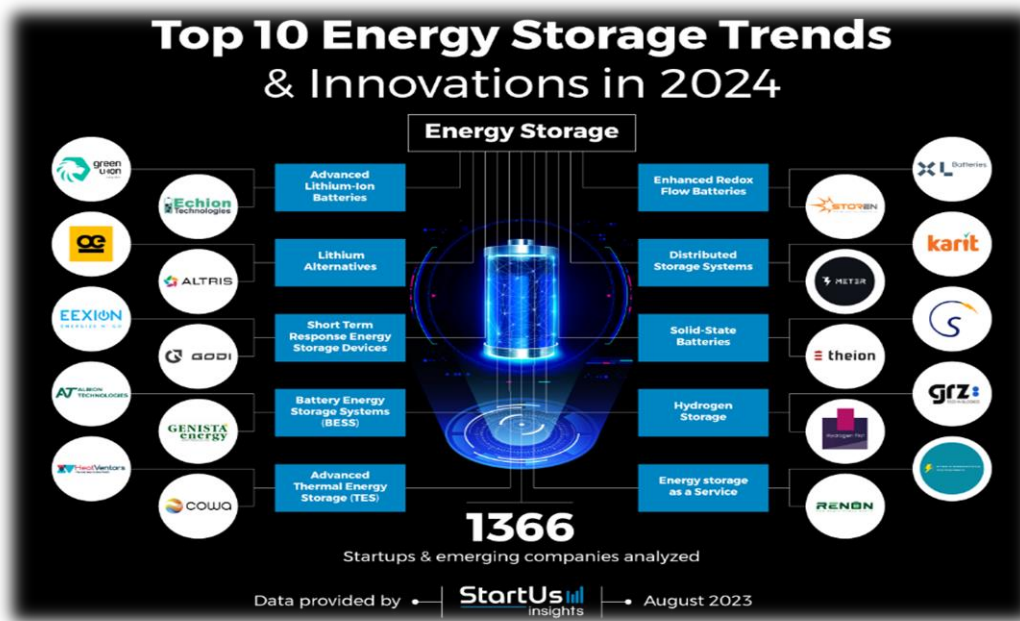 Top 10 Energy Storage Trends
& Innovations in 2024
Energy Storage
green
Echion
Technologies
Advanced
Lithium-Ion
Batteries
Enhanced Redox
Flow Batteries
XL Batteries
STOREN
œ
ALTRIS
Lithium
Alternatives
Distributed
Storage Systems
karit
METER
EEXION
GODI
Short Term
Response Energy
Storage Devices
Solid-State
Batteries
S
theion
AT ALBION
TECHNOLOGIES
GENISTA
energy
Battery Energy
Storage Systems
(BESS)
Hydrogen
Storage
grz
TECHNOLOGIES
HeatVentors
COWA
Advanced
Thermal Energy
Storage (TES)
Energy storage
as a Service
RENON
1366
Startups & emerging companies analyzed
Data provided by
StartUs
insights
August 2023